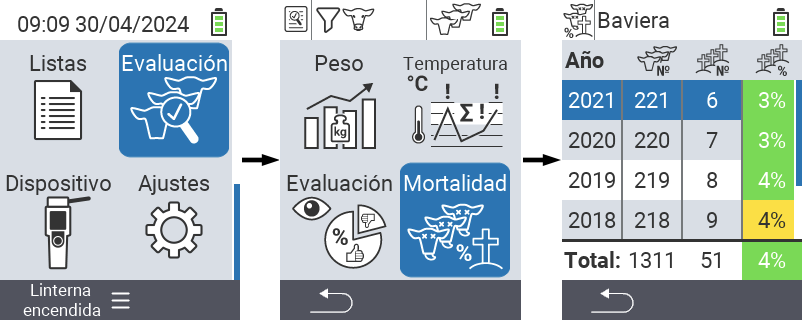 09:09 30/04/2024
Listas
Evaluación
Dispositivo
Ajustes
Linterna
encendida
Peso
kg
Temperatura
°C
! Σ ! !
Evaluación
%
Mortalidad
%
%
Baviera
Año Nº Nº %
2021 221 6 3%
2020 220 7 3%
2019 219 8 4%
2018 218 9 4%
Total: 1311 51 4%